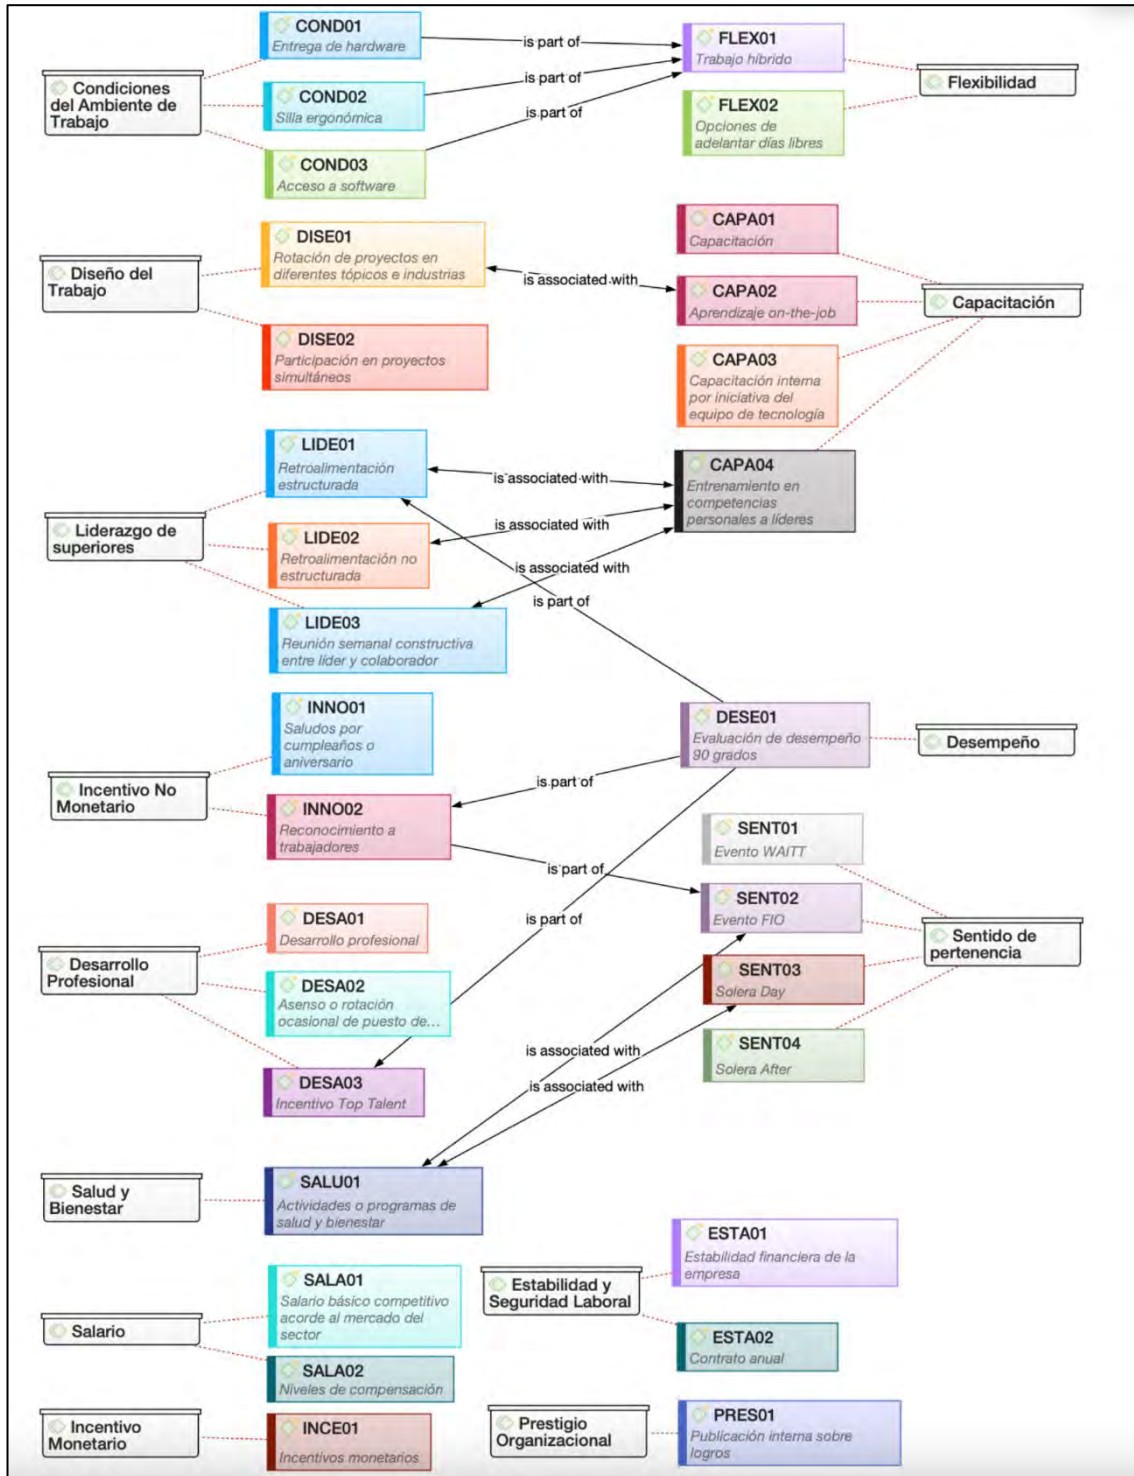 COND01
Entrega de hardware
is part of
FLEX01
Trabajo híbrido
Condiciones
del Ambiente de
Trabajo
COND02
Silla ergonómica
is part of
Flexibilidad
FLEX02
Opciones de
adelantar días libres
is part of
COND03
Acceso a software
CAPA01
Capacitación
DISE01
Rotación de proyectos en
diferentes tópicos e industrias
Diseño del
Trabajo
is associated with
CAPA02
Aprendizaje on-the-job
Capacitación
DISE02
Participación en proyectos
simultáneos
CAPA03
Capacitación interna
por iniciativa del
equipo de tecnología
LIDE01
Retroalimentación
estructurada
is associated with
CAPA04
Entrenamiento en
competencias
personales a líderes
Liderazgo de
superiores
LIDE02
Retroalimentación no
estructurada
is associated with
is associated with
is part of
LIDE03
Reunión semanal constructiva
entre líder y colaborador
INNO01
Saludos por
cumpleaños o
aniversario
DESE01
Evaluación de desempeño
90 grados
Desempeño
Incentivo No
Monetario
is part of
INNO02
Reconocimiento a
trabajadores
SENT01
Evento WAITT
is part of
SENT02
Evento FIO
DESA01
Desarrollo profesional
is part of
Sentido de
pertenencia
Desarrollo
Profesional
DESA02
Asenso o rotación
ocasional de puesto de...
SENT03
Solera Day
is associated with
SENT04
Solera After
DESA03
Incentivo Top Talent
is associated with
Salud y
Bienestar
SALU01
Actividades o programas de
salud y bienestar
ESTA01
Estabilidad financiera de la
empresa
SALA01
Salario básico competitivo
acorde al mercado del
sector
Estabilidad y
Seguridad Laboral
Salario
ESTA02
Contrato anual
SALA02
Niveles de compensación
Incentivo
Monetario
INCE01
Incentivos monetarios
Prestigio
Organizacional
PRES01
Publicación interna sobre
logros